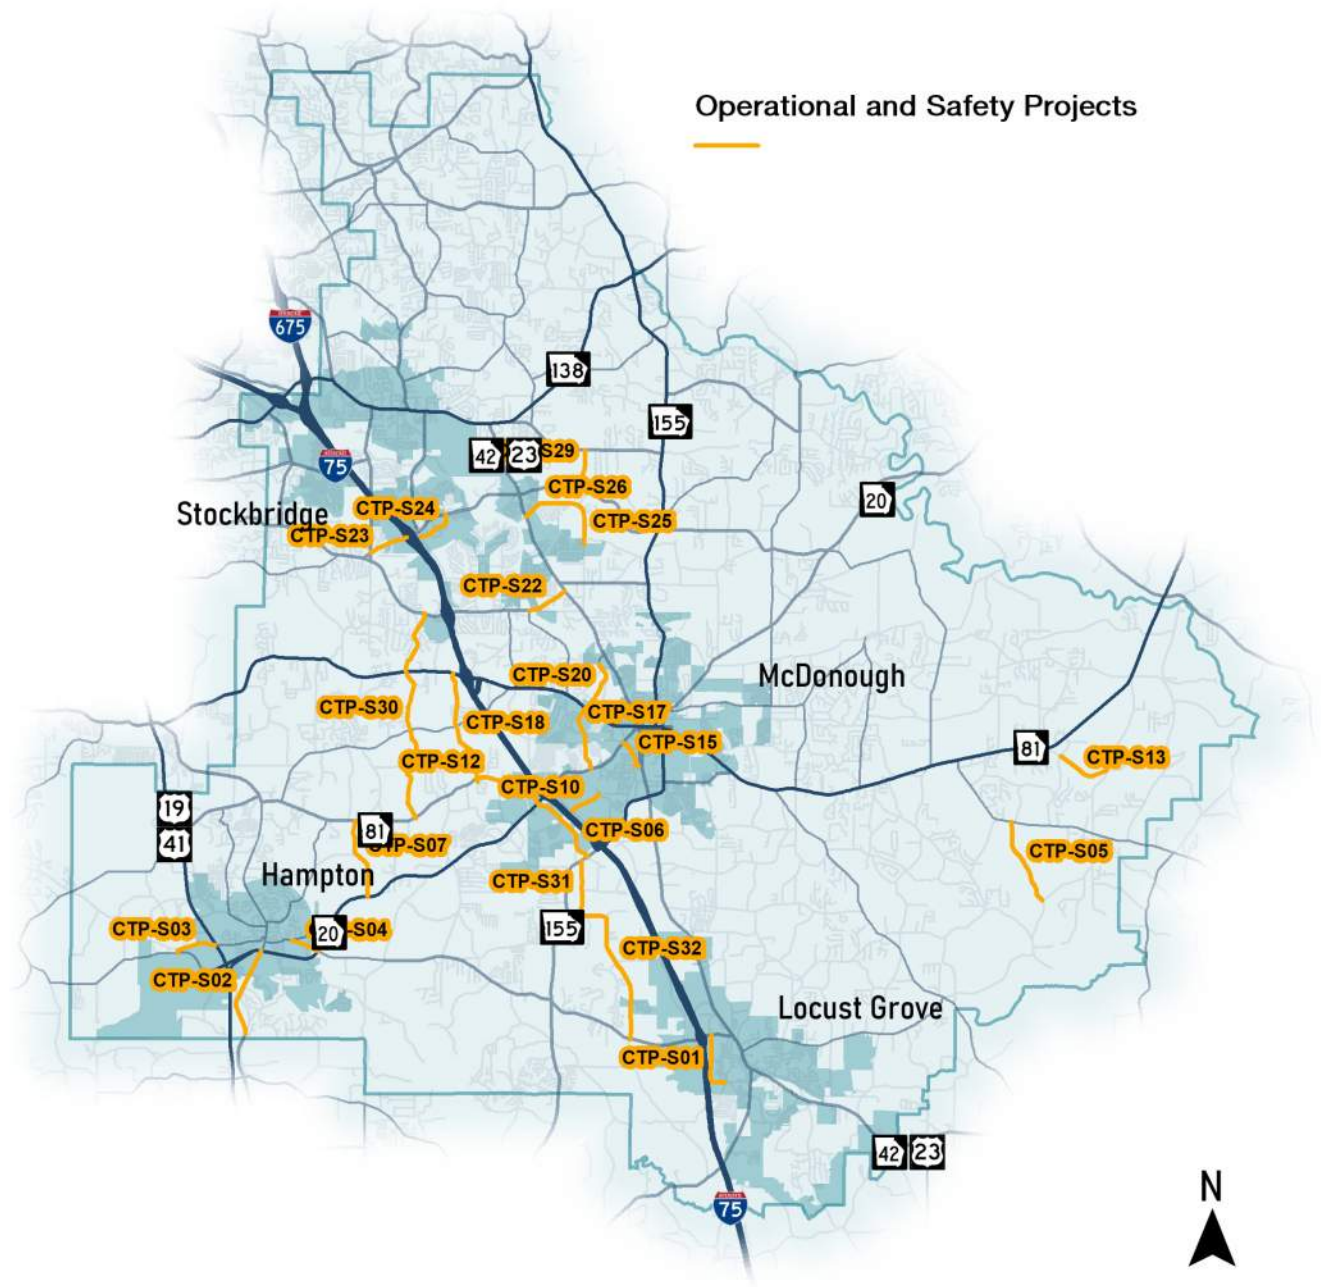 Operational and Safety Projects
675
138
155
42
23
S29
75
CTP-S26
20
CTP-S24
Stockbridge
CTP-S25
CTP-S23
CTP-S22
CTP-S20
McDonough
CTP-S30
CTP-S17
CTP-S18
CTP-S15
81
CTP-S13
CTP-S12
CTP-S10
19
81
CTP-S06
41
CTP-S07
CTP-S05
Hampton
CTP-S31
CTP-S03
20
-S04
155
CTP-S32
CTP-S02
Locust Grove
CTP-S01
42
23
N
75